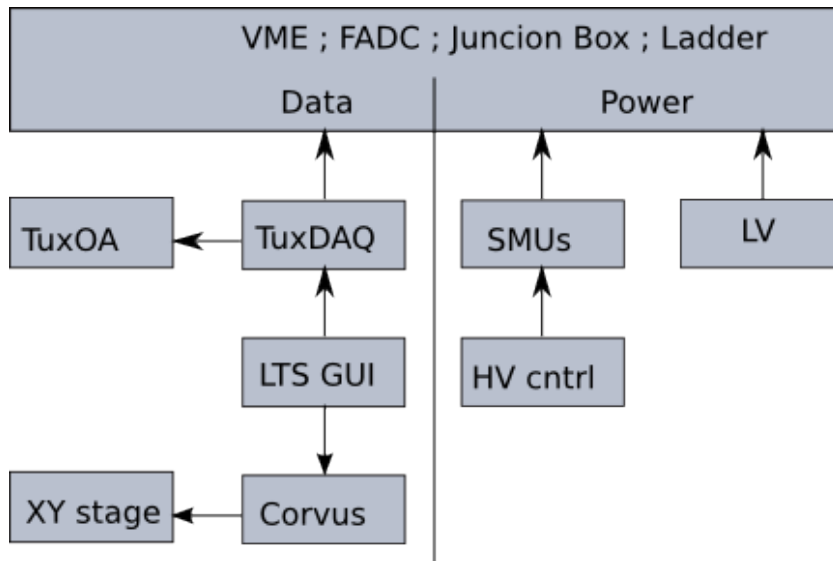 VME ; FADC ; Juncion Box ; Ladder
Data
Power
TuxOA
TuxDAQ
SMUs
LV
LTS GUI
HV cntrl
XY stage
Corvus